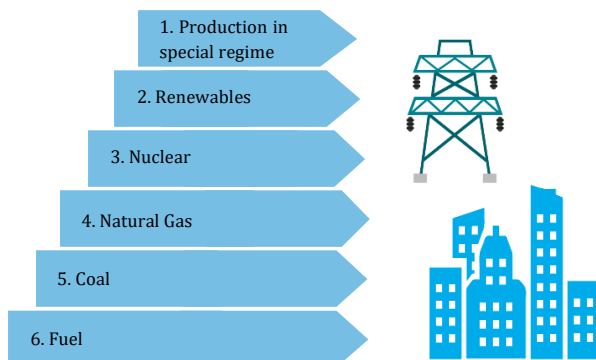 1. Production in
special regime
2. Renewables
3. Nuclear
4. Natural Gas
5. Coal
6. Fuel